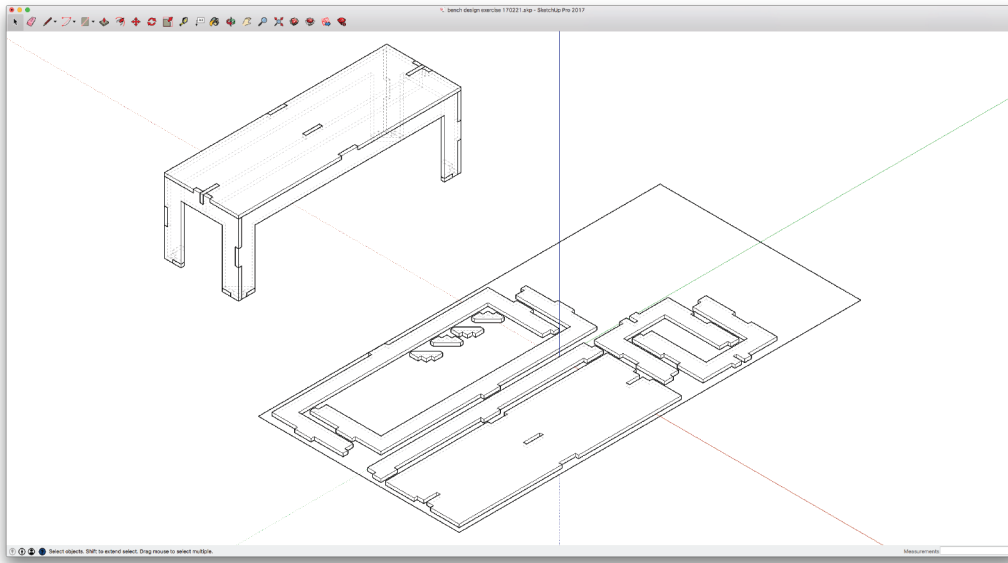 bench design exercise 170221.skp - SketchUp Pro 2017
Select objects. Shift to extend select. Drag mouse to select multiple.
Measurements